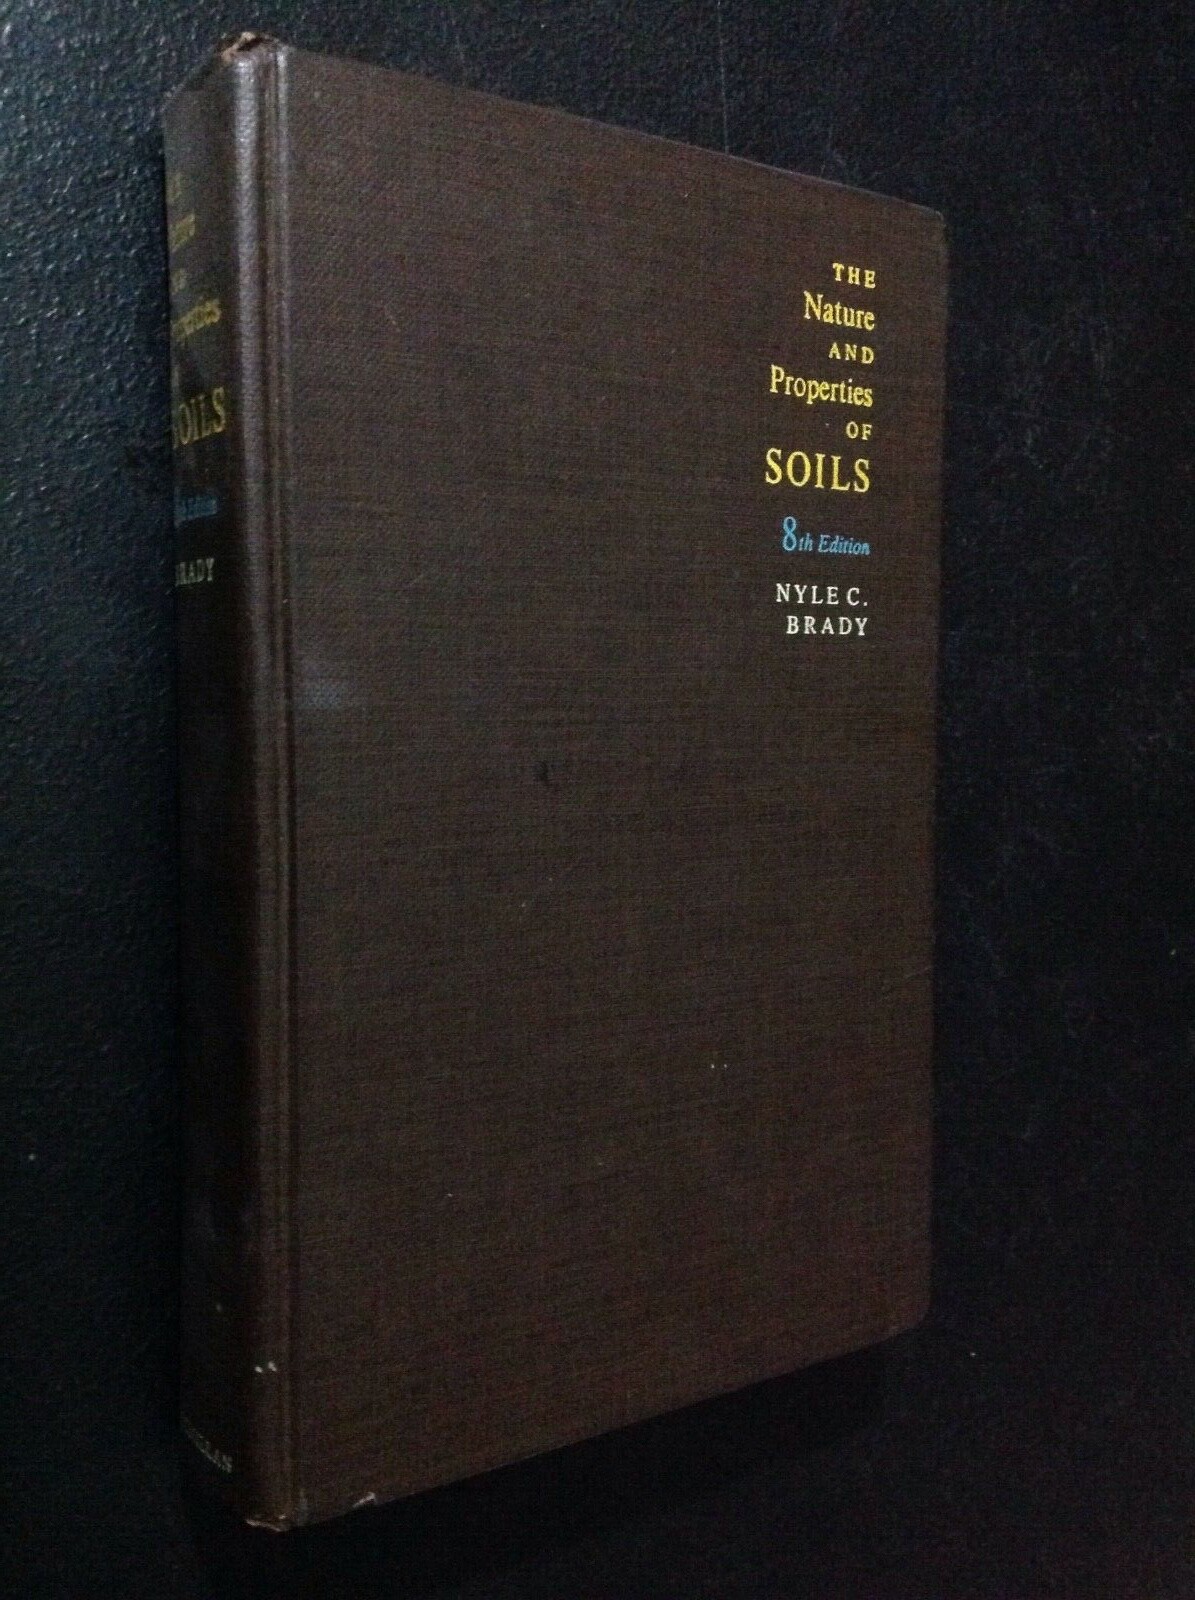 THE
Nature
AND
Properties
OF
SOILS
8th Edition
NYLE C.
BRADY
SOILS
BRADY